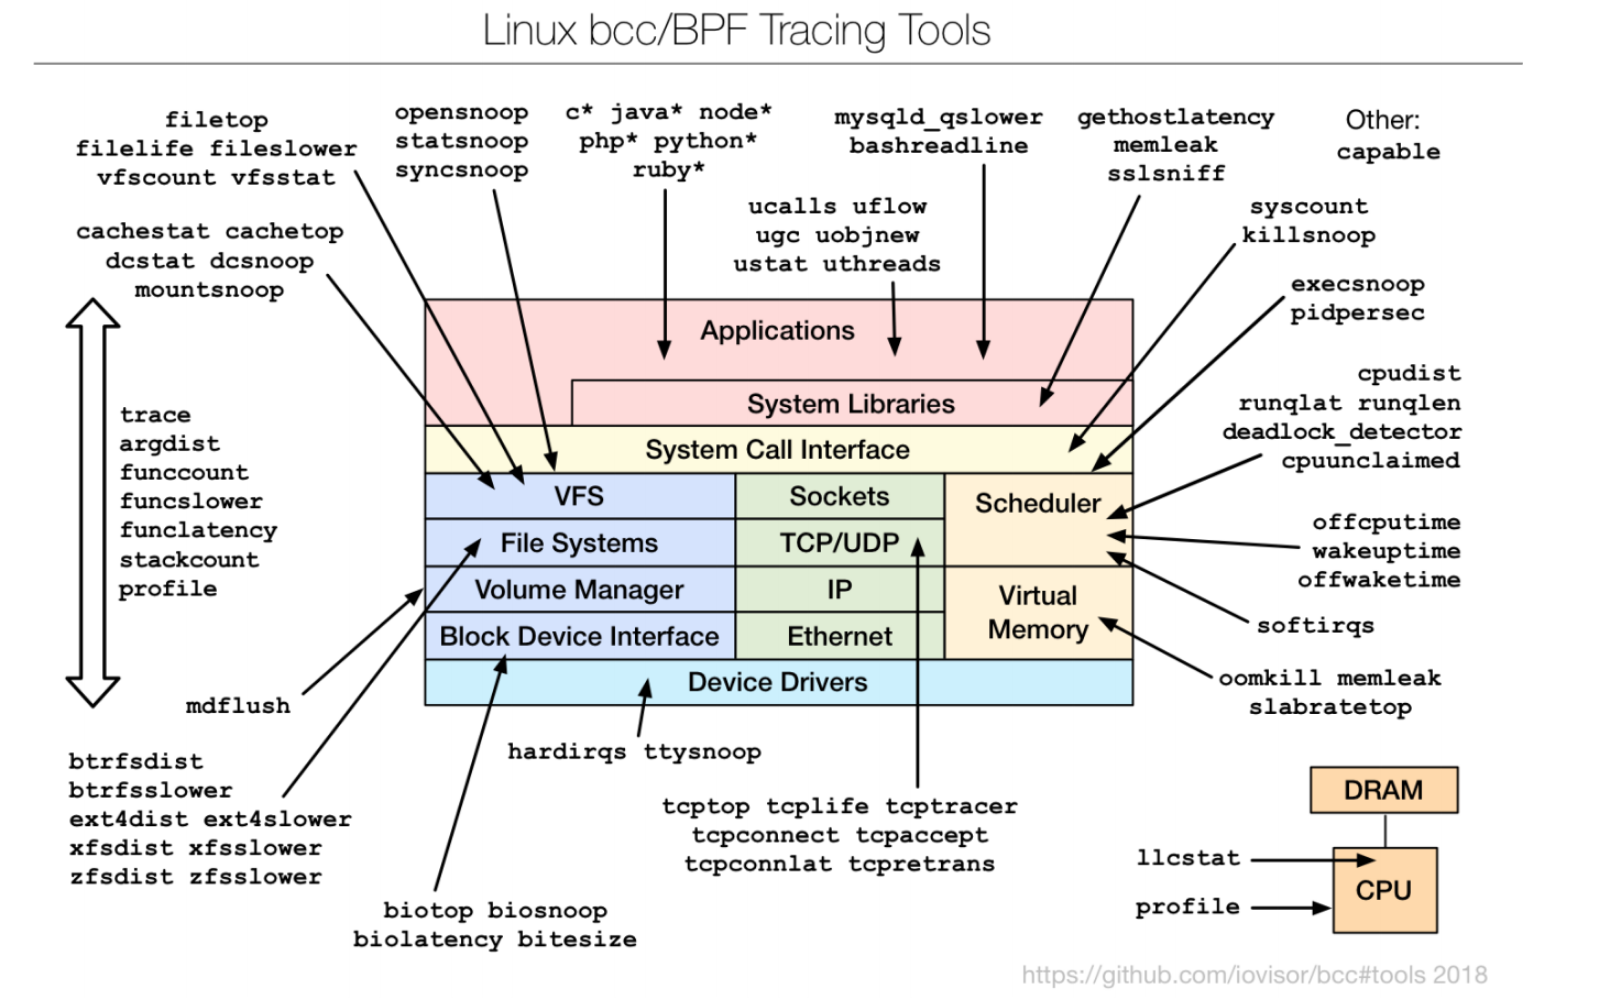 Linux bcc/BPF Tracing Tools
filetop
filelife fileslower
vfscount vfsstat
opensnoop
statsnoop
syncsnoop
c* java* node*
php* python*
ruby*
mysqld_qslower
bashreadline
gethostlatency
memleak
sslsniff
Other:
capable
cachestat cachetop
dcstat dcsnoop
mountsnoop
ucalls uflow
ugc uobjnew
ustat uthreads
syscount
killsnoop
execsnoop
pidpersec
trace
argdist
funccount
funcslower
funclatency
stackcount
profile
Applications
System Libraries
System Call Interface
VFS
Sockets
Scheduler
File Systems
TCP/UDP
Volume Manager
IP
Virtual
Memory
Block Device Interface
Ethernet
Device Drivers
cpudist
runqlat runqlen
deadlock_detector
cpuunclaimed
offcputime
wakeuptime
offwaketime
softirqs
oomkill memleak
slabratetop
mdflush
btrfsdist
btrfsslower
ext4dist ext4slower
xfsdist xfsslower
zfsdist zfsslower
hardirqs ttysnoop
biotop biosnoop
biolatency bitesize
tcptop tcplife tcptracer
tcpconnect tcpaccept
tcpconnlat tcpretrans
DRAM
llcstat
CPU
profile
https://github.com/iovisor/bcc#tools 2018